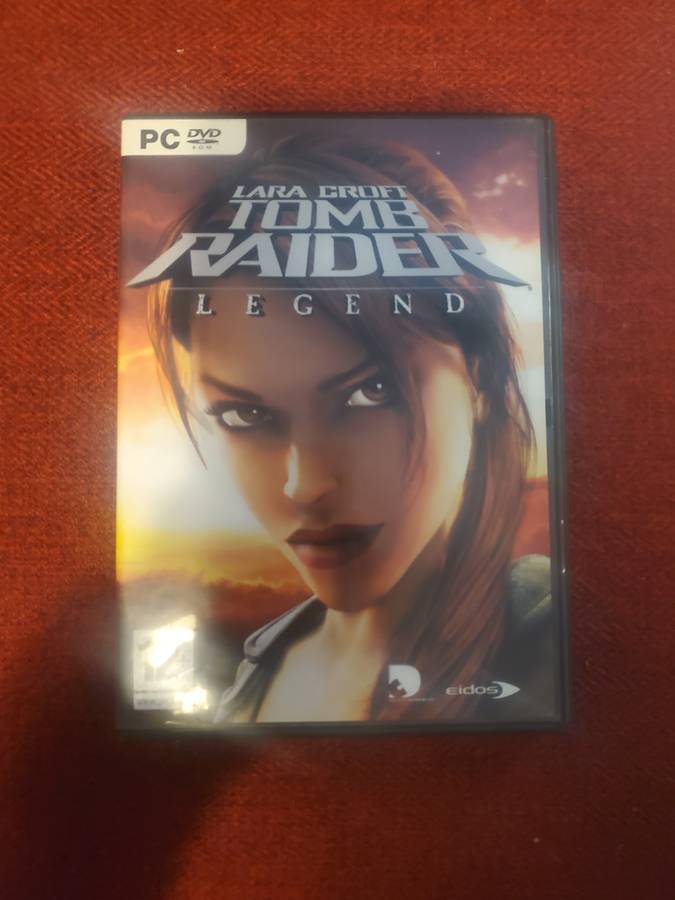 PC DVD
ROM
LARA CROFT
TOMB
RAIDER
LEGEND
eidos